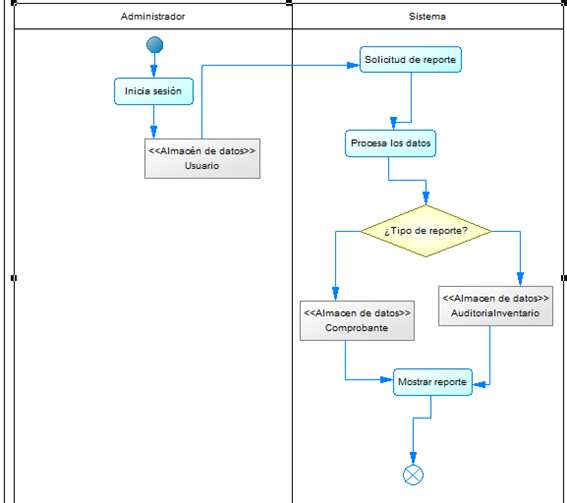 Administrador
Sistema
Solicitud de reporte
Inicia sesión
Procesa los datos
<<Almacén de datos>>
Usuario
¿Tipo de reporte?
<<Almacen de datos>>
AuditoriaInventario
<<Almacen de datos>>
Comprobante
Mostrar reporte